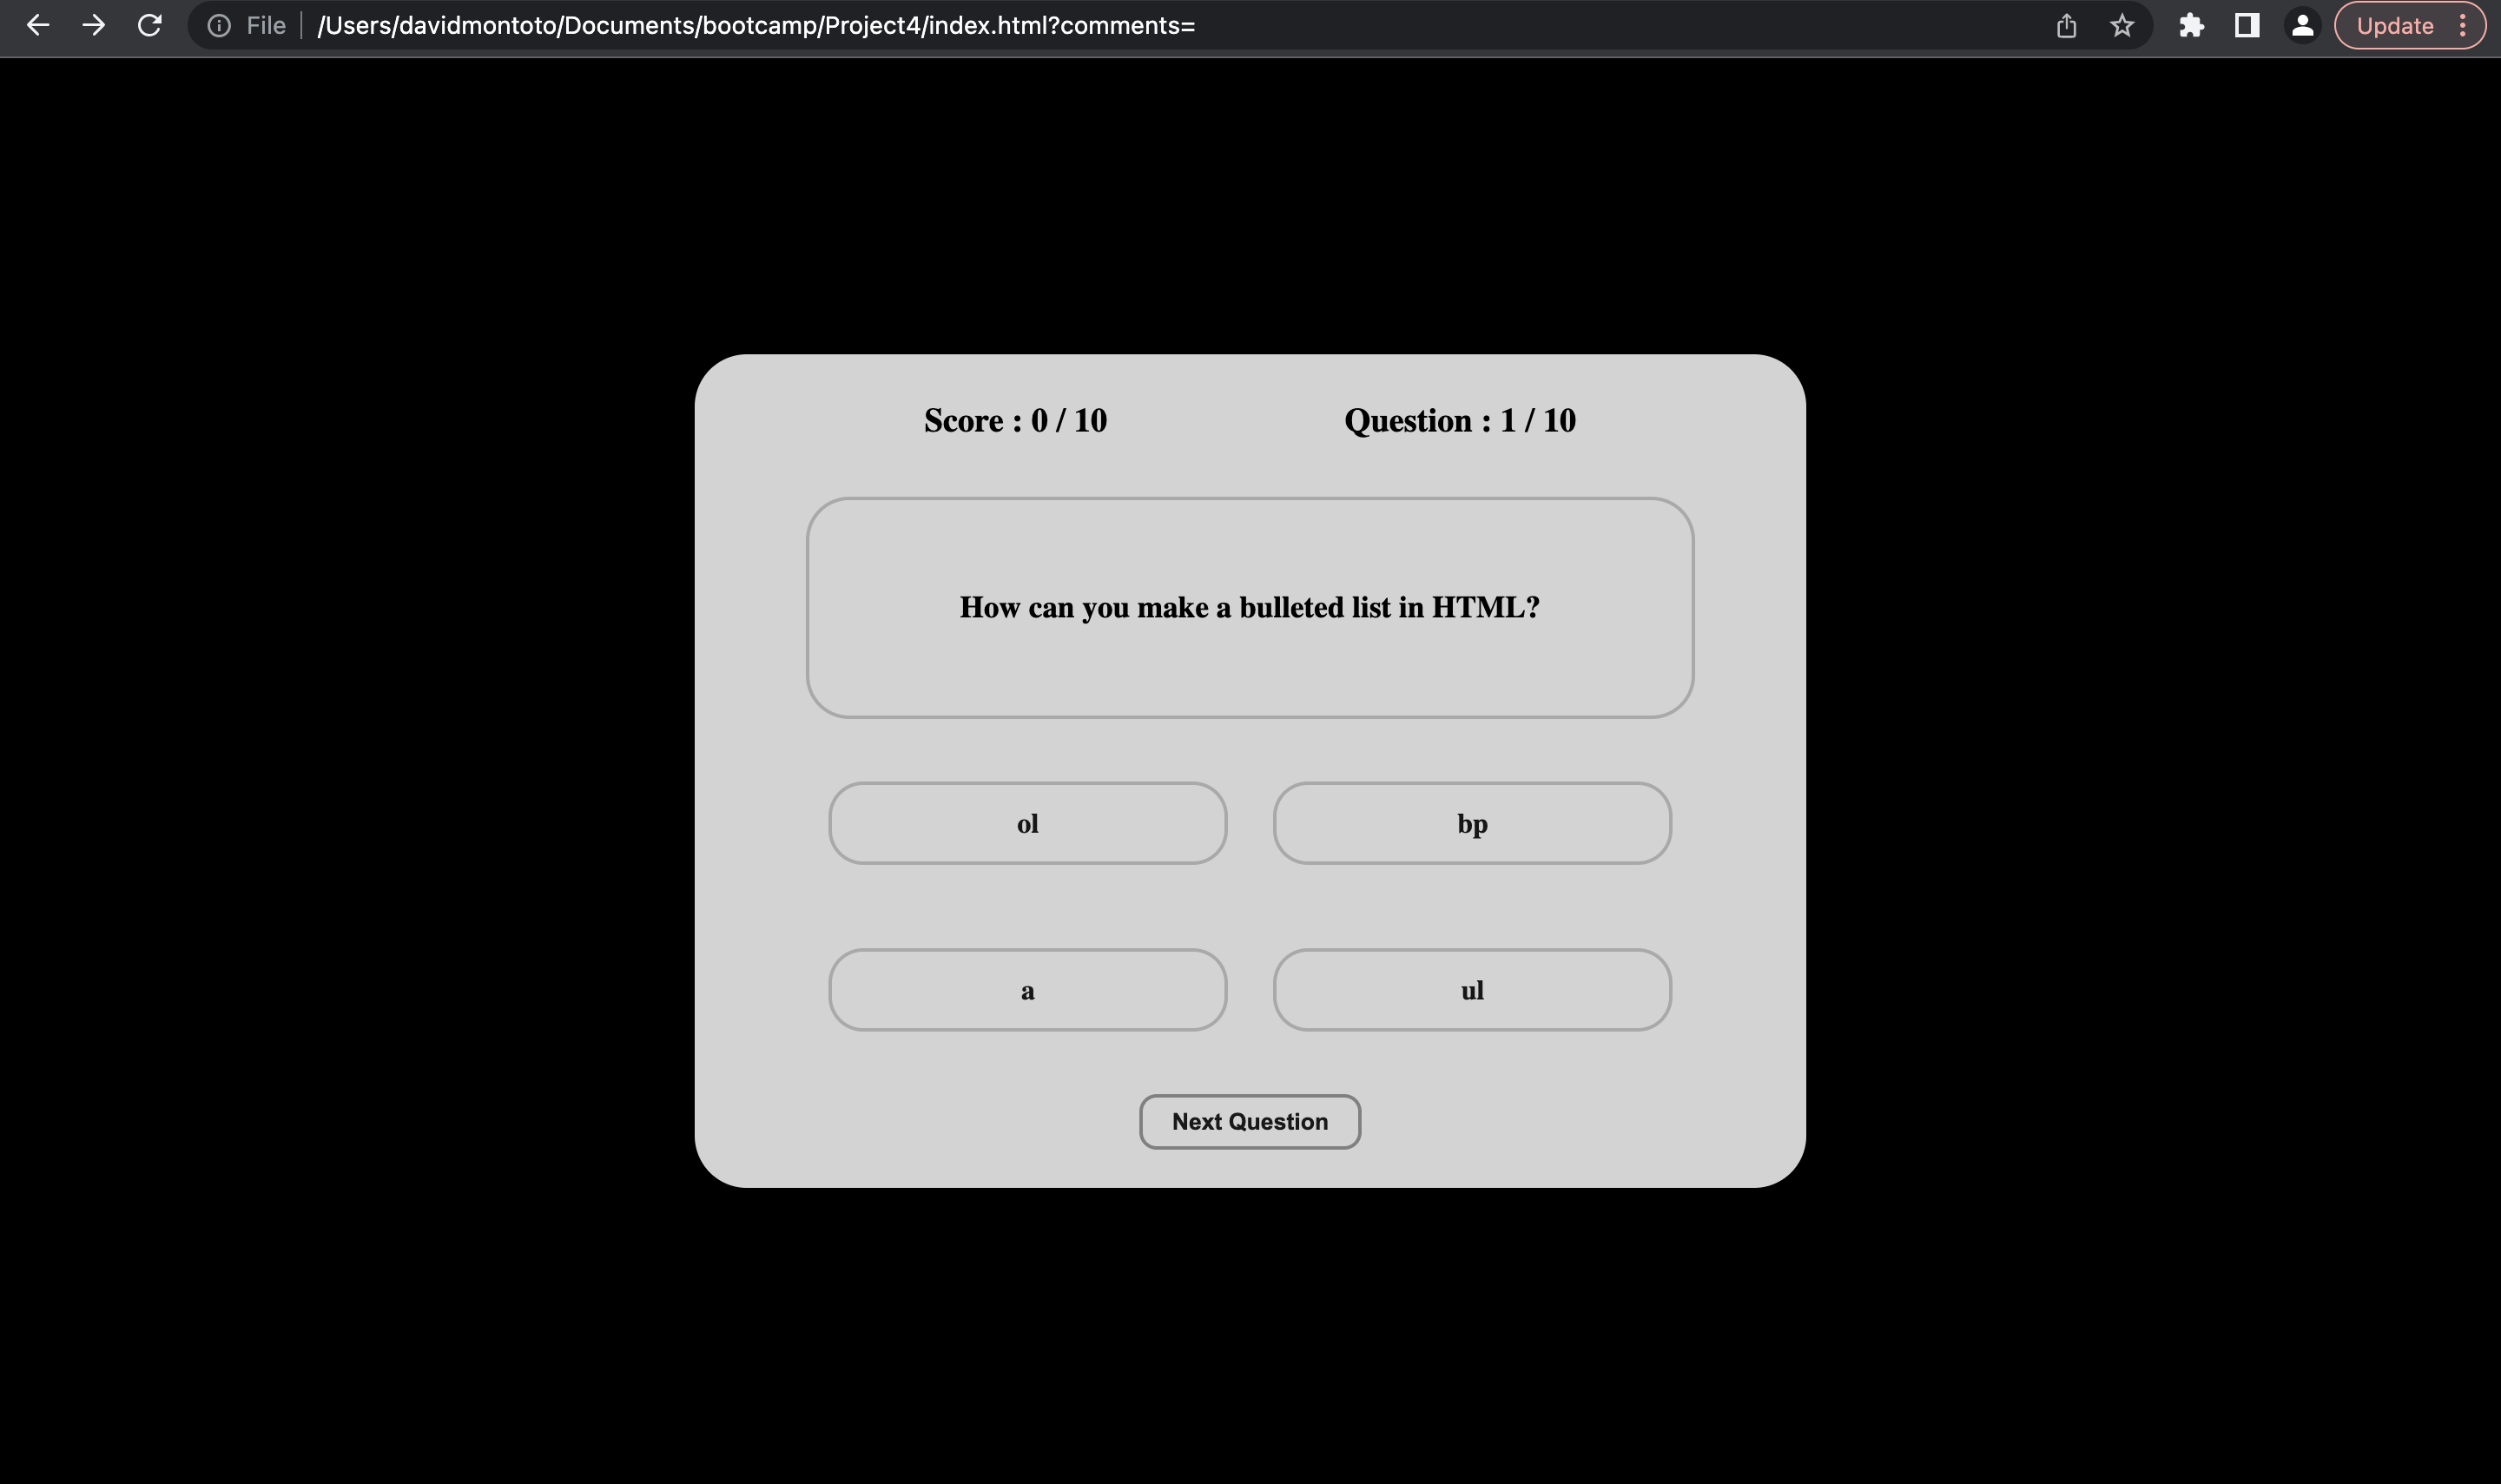 File /Users/davidmontoto/Documents/bootcamp/Project4/index.html?comments= Update
Score : 0 / 10 Question : 1 / 10
How can you make a bulleted list in HTML?
ol bp
a ul
Next Question